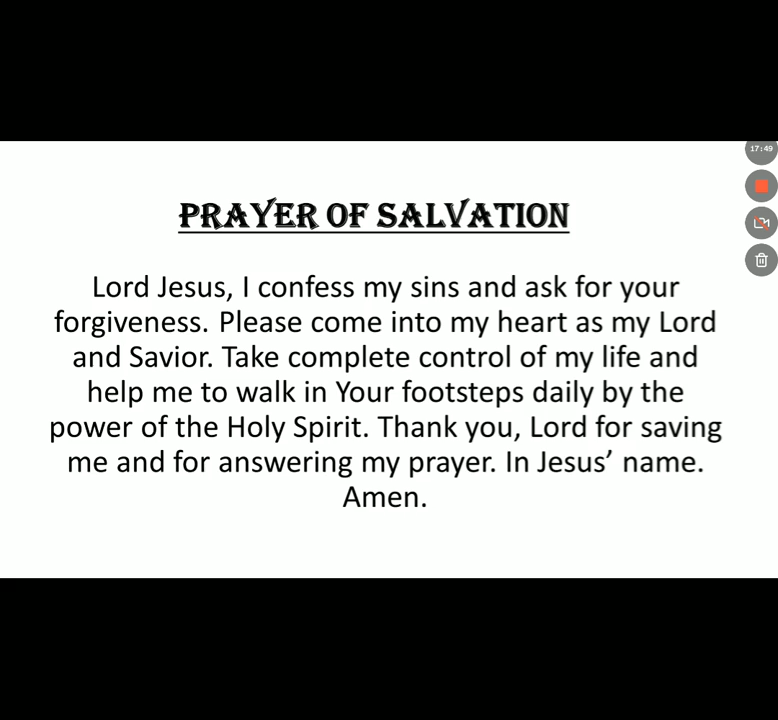 17:49
PRAYER OF SALVATION
Lord Jesus, I confess my sins and ask for your
forgiveness. Please come into my heart as my Lord
and Savior. Take complete control of my life and
help me to walk in Your footsteps daily by the
power of the Holy Spirit. Thank you, Lord for saving
me and for answering my prayer. In Jesus’ name.
Amen.